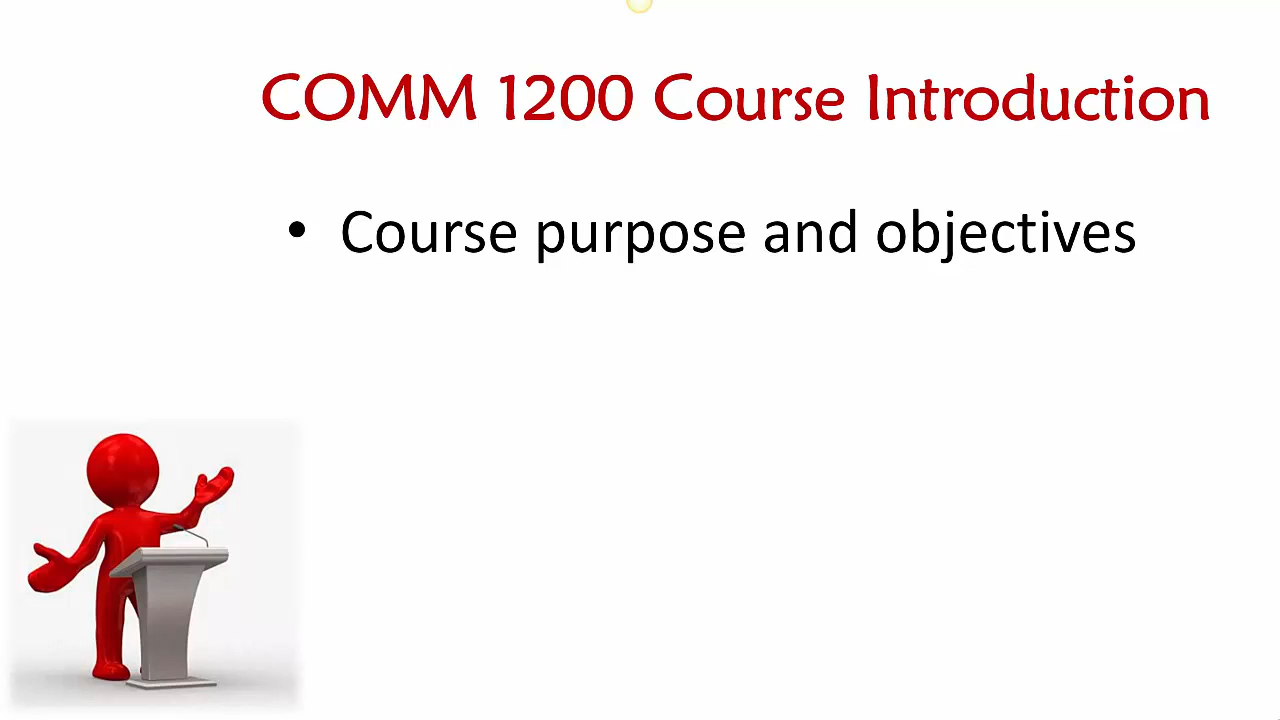 COMM 1200 Course Introduction
• Course purpose and objectives